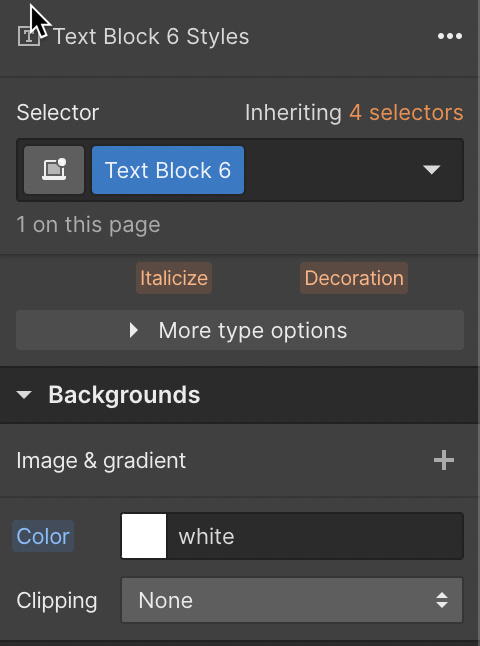 Text Block 6 Styles
Selector
Inheriting 4 selectors
Text Block 6
1 on this page
Italicize
Decoration
More type options
Backgrounds
Image & gradient
Color
white
Clipping
None